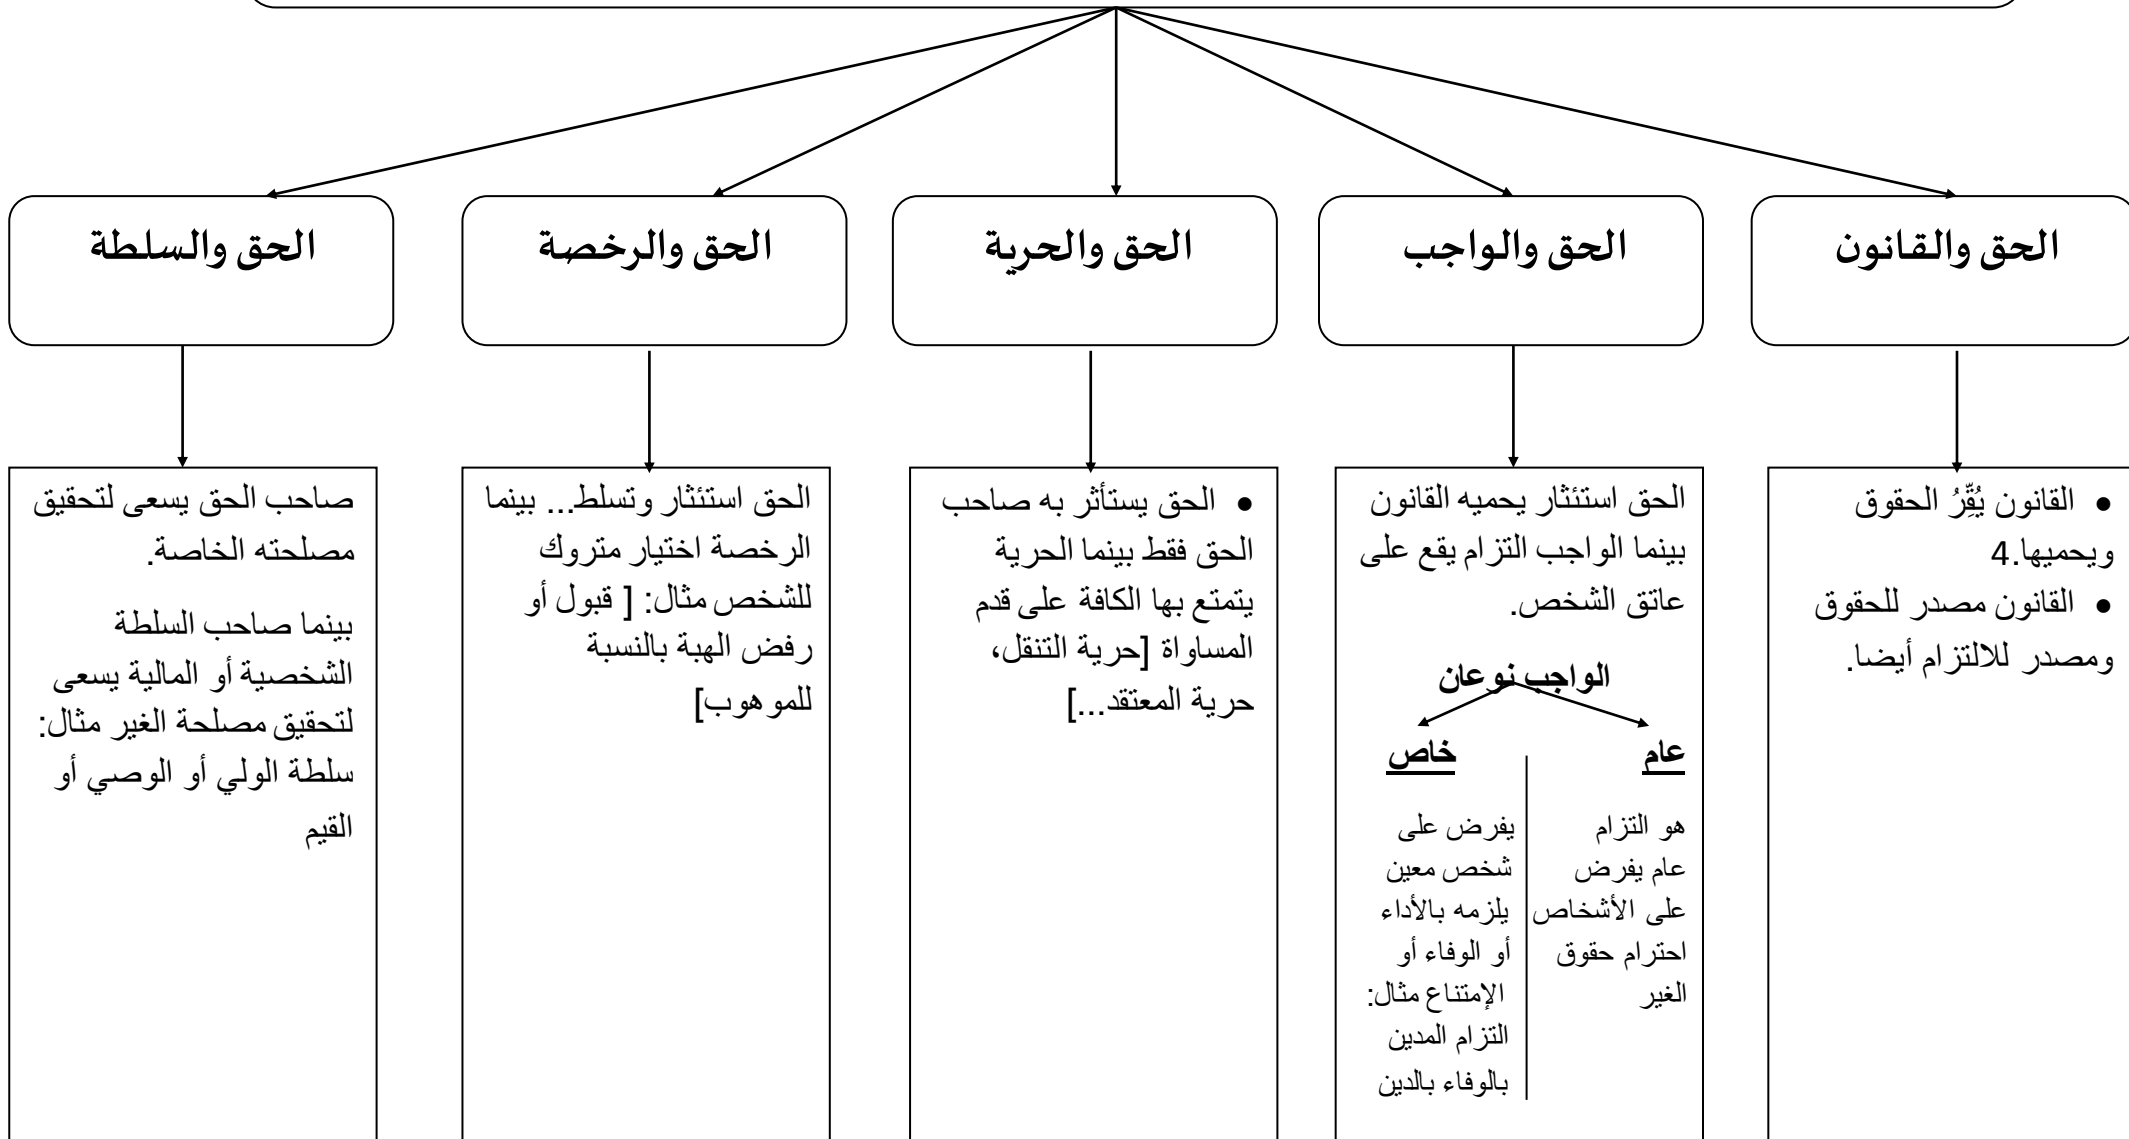 الحق والقانون
الحق والواجب
الحق والحرية
الحق والرخصة
الحق والسلطة
• القانون يُقِّرُ الحقوق
ويحميها.4
• القانون مصدر للحقوق
ومصدر للالتزام أيضا.
الحق استئثار يحميه القانون
بينما الواجب التزام يقع على
عاتق الشخص.
الواجب نوعان
عام
هو التزام
عام يفرض
على الأشخاص
احترام حقوق
الغير
خاص
يفرض على
شخص معين
يلزمه بالأداء
أو الوفاء أو
الإمتناع مثال:
التزام المدين
بالوفاء بالدين
• الحق يستأثر به صاحب
الحق فقط بينما الحرية
يتمتع بها الكافة على قدم
المساواة [حرية التنقل،
حرية المعتقد...]
الحق استئثار وتسلط... بينما
الرخصة اختيار متروك
للشخص مثال: [ قبول أو
رفض الهبة بالنسبة
للموهوب]
صاحب الحق يسعى لتحقيق
مصلحته الخاصة.
بينما صاحب السلطة
الشخصية أو المالية يسعى
لتحقيق مصلحة الغير مثال:
سلطة الولي أو الوصي أو
القيم